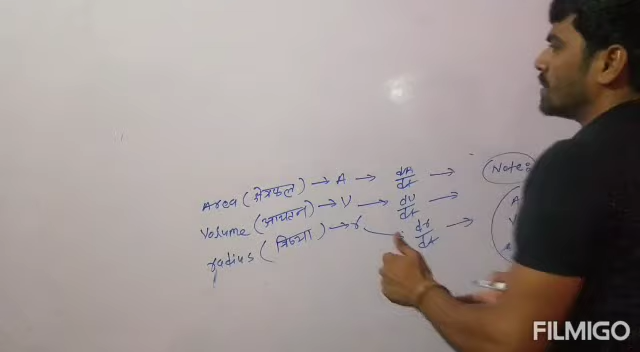 Area (क्षेत्रफल) → A → dA/dt → Note:
Volume (आयतन) → V → dV/dt →
radius (त्रिज्या) → r dr/dt →
FILMIGO